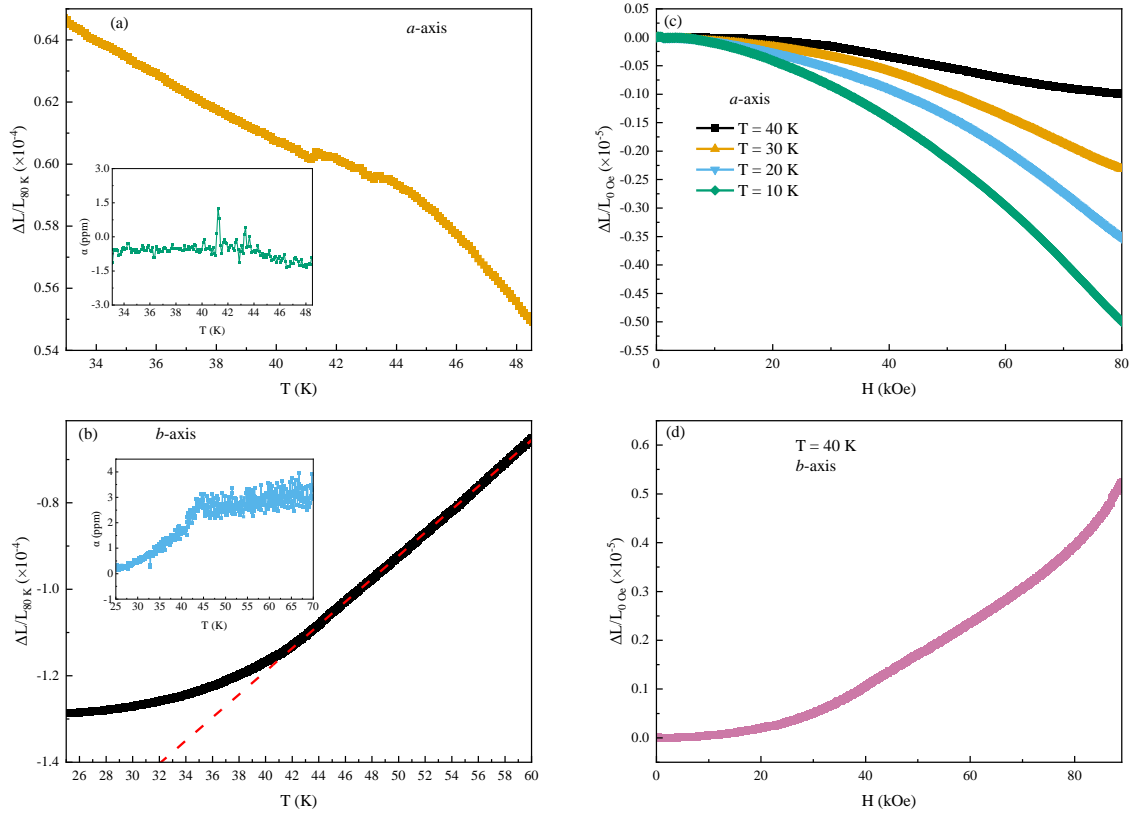 (a)
a-axis
0.64
0.62
0.60
0.58
0.56
0.54
ΔL/L80 K (×10-4)
34 36 38 40 42 44 46 48
T (K)
3.0
1.5
0.0
-1.5
-3.0
α (ppm)
34 36 38 40 42 44 46 48
T (K)
(c)
0.00
-0.05
-0.10
-0.15
-0.20
-0.25
-0.30
-0.35
-0.40
-0.45
-0.50
-0.55
ΔL/L0 Oe (×10-5)
a-axis
T = 40 K
T = 30 K
T = 20 K
T = 10 K
0 20 40 60 80
H (kOe)
(b)
b-axis
-0.8
-1.0
-1.2
-1.4
ΔL/L80 K (×10-4)
26 28 30 32 34 36 38 40 42 44 46 48 50 52 54 56 58 60
T (K)
4
3
2
1
0
-1
α (ppm)
25 30 35 40 45 50 55 60 65 70
T (K)
(d)
T = 40 K
b-axis
0.6
0.5
0.4
0.3
0.2
0.1
0.0
ΔL/L0 Oe (×10-5)
0 20 40 60 80
H (kOe)